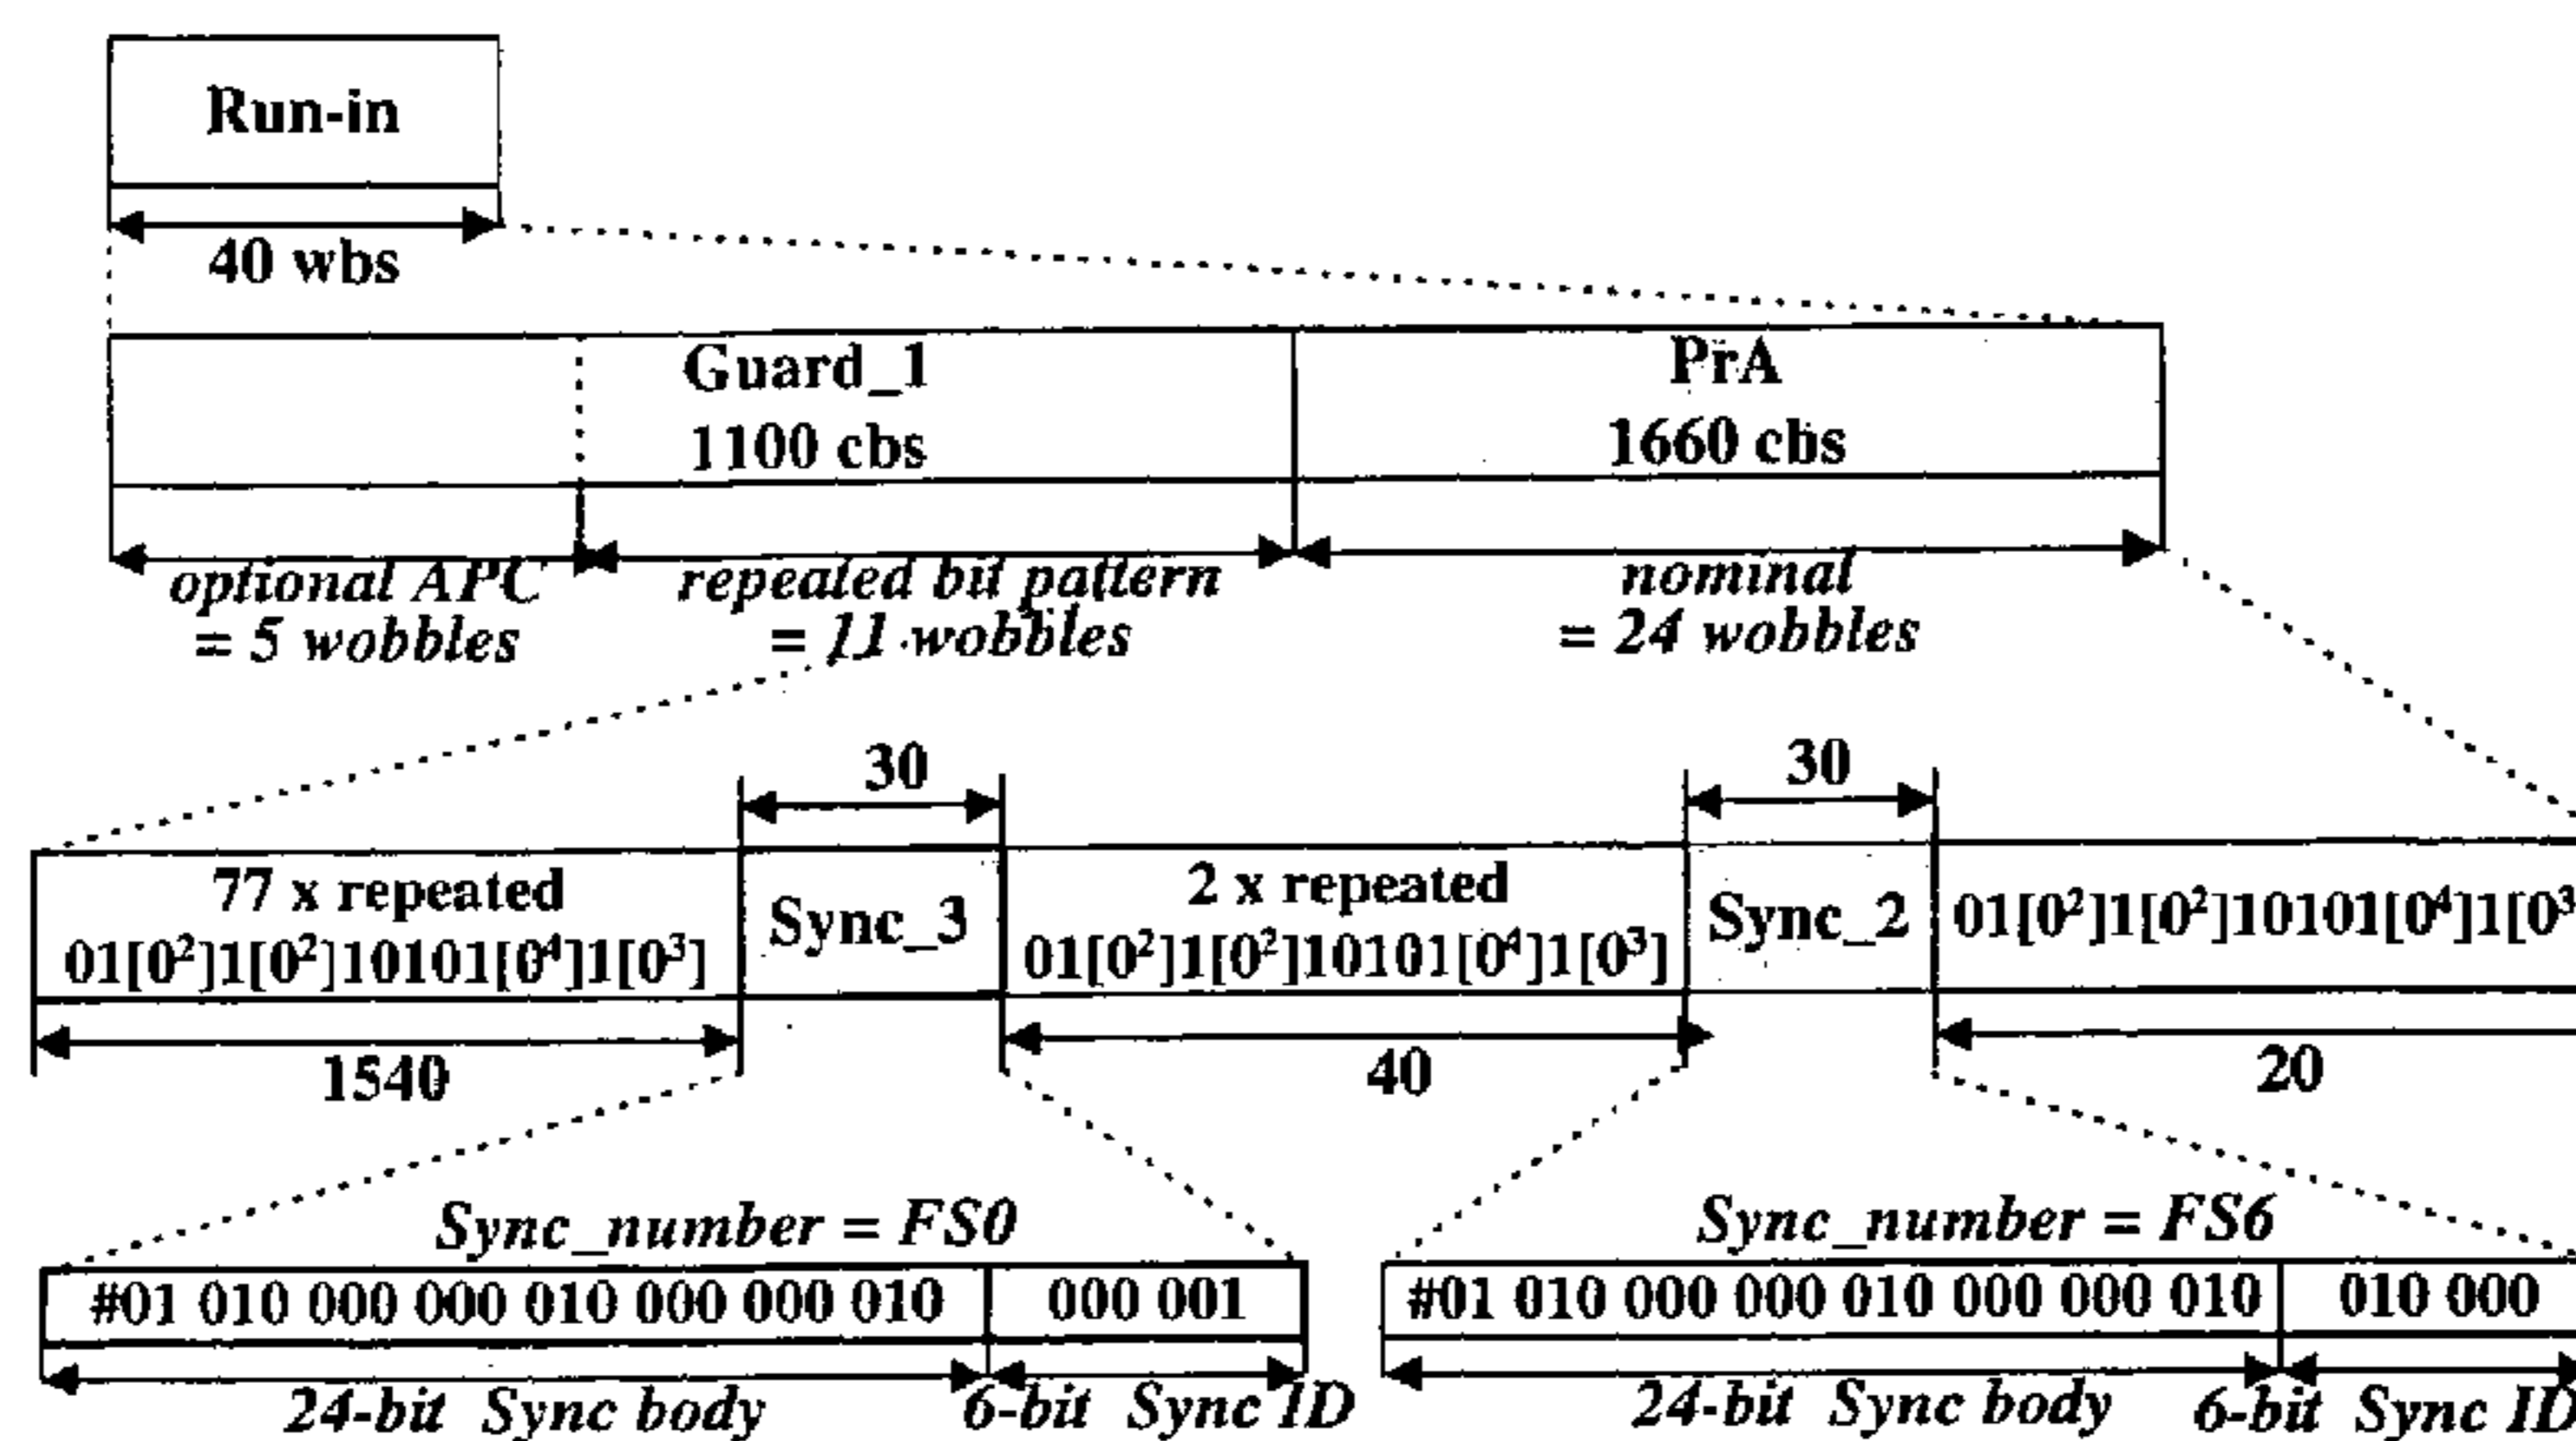 Run-in
40 wbs
Guard_1
1100 cbs
PrA
1660 cbs
optional APC
= 5 wobbles
repeated bit pattern
= 11 wobbles
nominal
= 24 wobbles
30
30
77 x repeated
01[0²]1[0²]10101[0⁴]1[0³]
Sync_3
2 x repeated
01[0²]1[0²]10101[0⁴]1[0³]
Sync_2
01[0²]1[0²]10101[0⁴]1[0³
1540
40
20
Sync_number = FS0
#01 010 000 000 010 000 000 010
000 001
24-bit Sync body
6-bit Sync ID
Sync_number = FS6
#01 010 000 000 010 000 000 010
010 000
24-bit Sync body
6-bit Sync ID